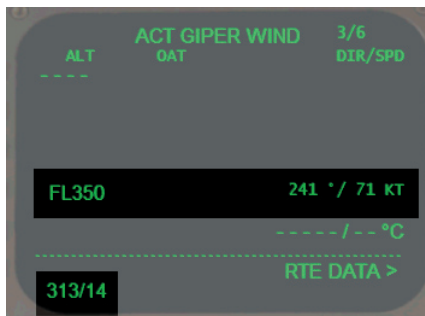 ACT GIPER WIND 3/6
ALT OAT DIR/SPD
----
FL350 241 °/ 71 KT
-----/--°C
RTE DATA >
313/14